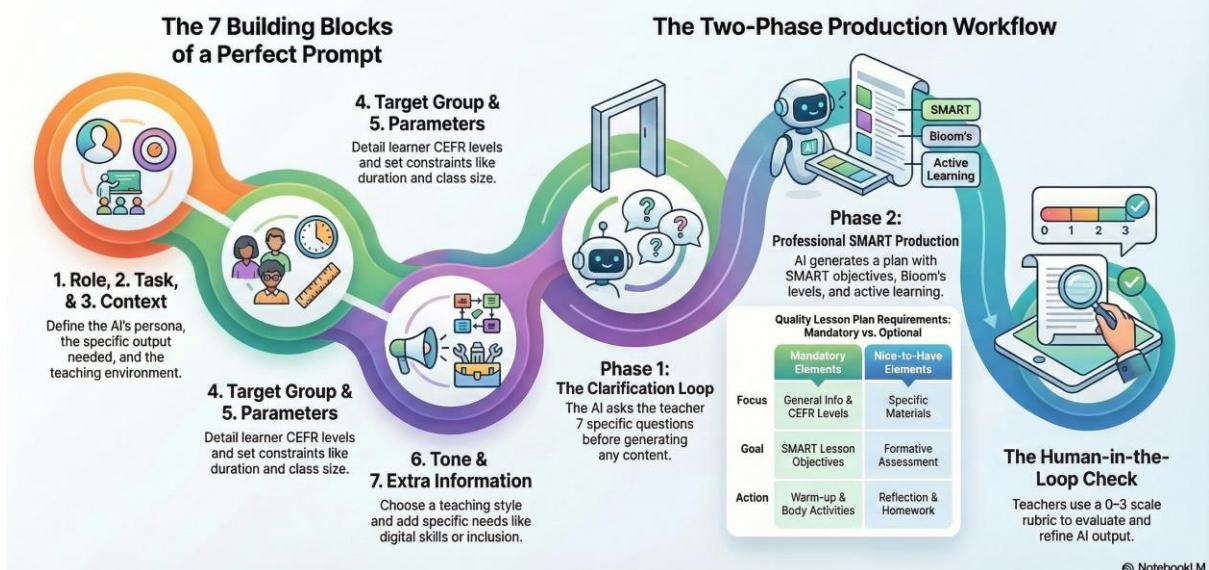 The 7 Building Blocks
of a Perfect Prompt
1. Role, 2. Task,
& 3. Context
Define the AI's persona,
the specific output
needed, and the
teaching environment.
4. Target Group &
5. Parameters
Detail learner CEFR levels
and set constraints like
duration and class size.
4. Target Group &
5. Parameters
Detail learner CEFR levels
and set constraints like
duration and class size.
6. Tone &
7. Extra Information
Choose a teaching style
and add specific needs like
digital skills or inclusion.
The Two-Phase Production Workflow
? ? ?
Phase 1:
The Clarification Loop
The AI asks the teacher
7 specific questions
before generating
any content.
?
AI
SMART
Bloom's
Active
Learning
Phase 2:
Professional SMART Production
AI generates a plan with
SMART objectives, Bloom's
levels, and active learning.
Quality Lesson Plan Requirements:
Mandatory vs. Optional
Mandatory
Elements
Nice-to-Have
Elements
Focus
General Info &
CEFR Levels
Specific
Materials
Goal
SMART Lesson
Objectives
Formative
Assessment
Action
Warm-up &
Body Activities
Reflection &
Homework
0 1 2 3
The Human-in-the-
Loop Check
Teachers use a 0–3 scale
rubric to evaluate and
refine AI output.
NotebookLM